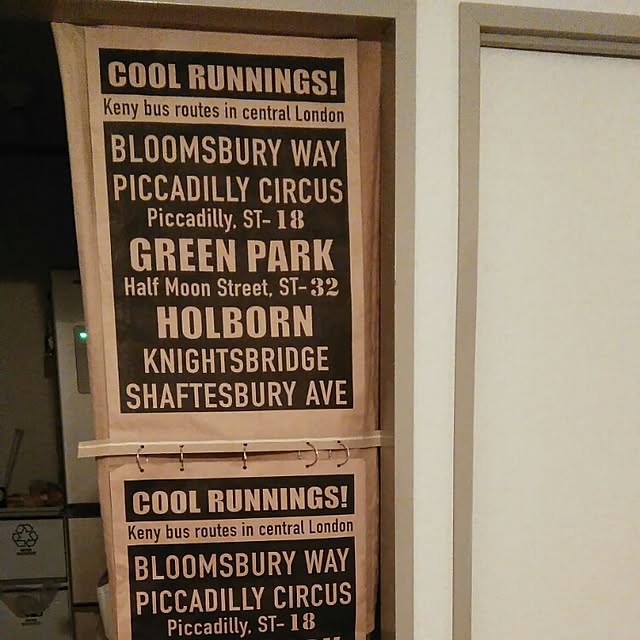 COOL RUNNINGS!
Keny bus routes in central London
BLOOMSBURY WAY
PICCADILLY CIRCUS
Piccadilly, ST-18
GREEN PARK
Half Moon Street, ST-32
HOLBORN
KNIGHTSBRIDGE
SHAFTESBURY AVE
COOL RUNNINGS!
Keny bus routes in central London
BLOOMSBURY WAY
PICCADILLY CIRCUS
Piccadilly, ST-18